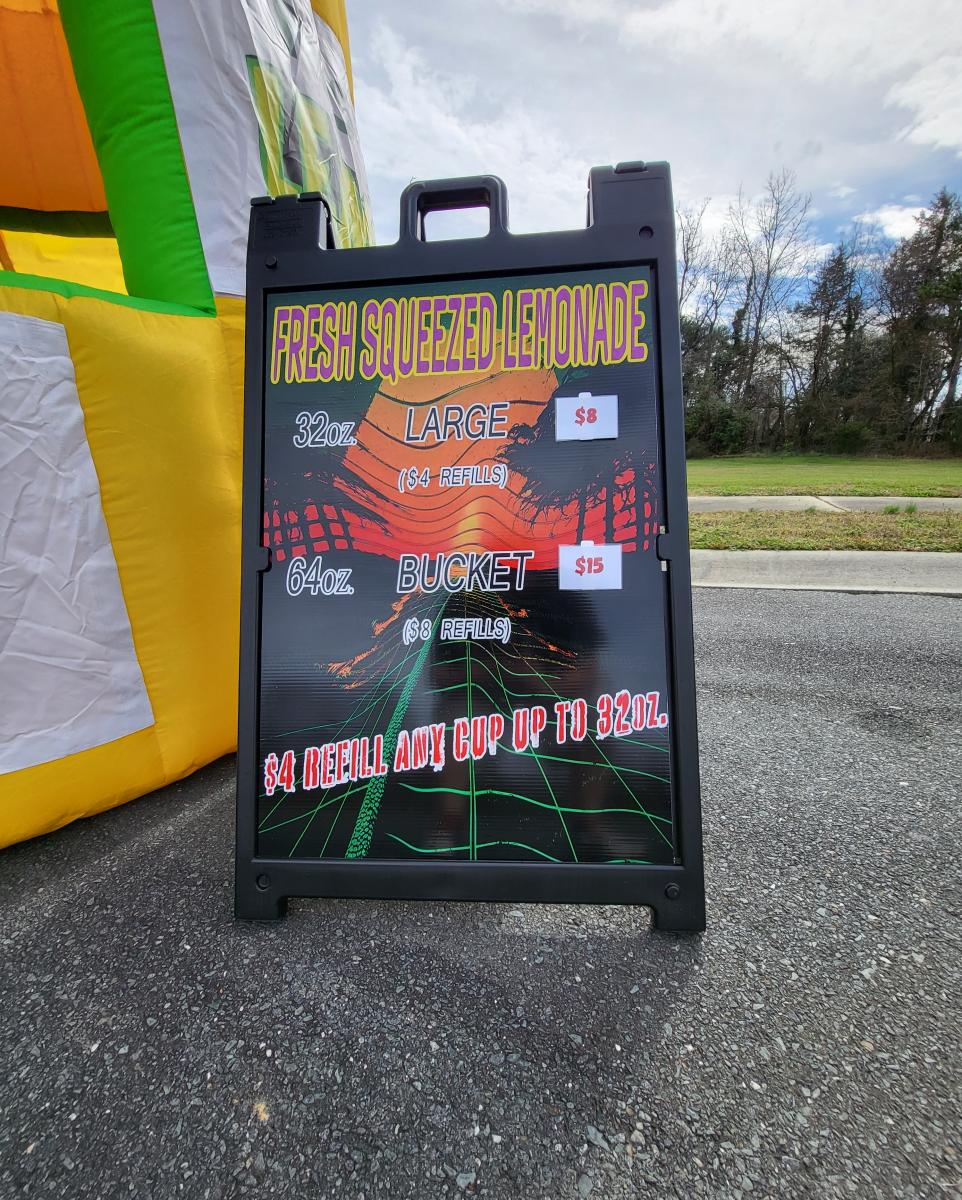 FRESH SQUEEZED LEMONADE
32oz. LARGE $8
($4 REFILLS)
64oz. BUCKET $15
($8 REFILLS)
$4 REFILL ANY CUP UP TO 32OZ.